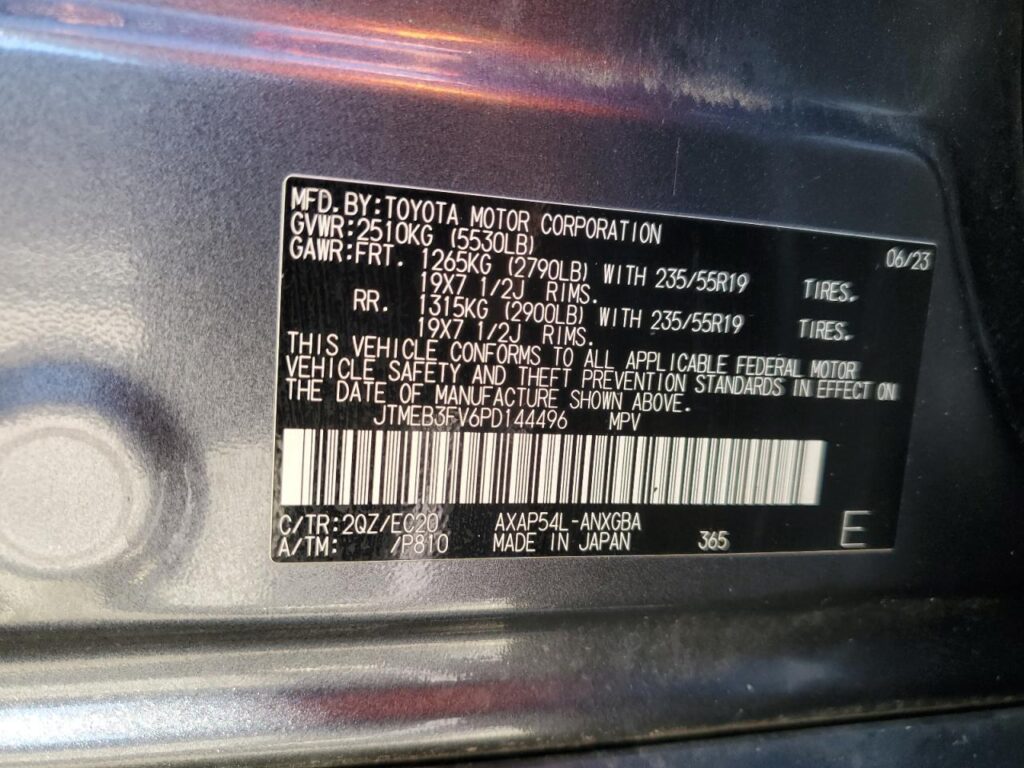 MFD. BY:TOYOTA MOTOR CORPORATION 06/23
GVWR:2510KG (5530LB)
GAWR:FRT. 1265KG (2790LB) WITH 235/55R19 TIRES.
19X7 1/2J RIMS.
RR. 1315KG (2900LB) WITH 235/55R19 TIRES.
19X7 1/2J RIMS.
THIS VEHICLE CONFORMS TO ALL APPLICABLE FEDERAL MOTOR
VEHICLE SAFETY AND THEFT PREVENTION STANDARDS IN EFFECT ON
THE DATE OF MANUFACTURE SHOWN ABOVE.
JTMEB3FV6PD144496 MPV
C/TR:2QZ/EC20 AXAP54L-ANXGBA
A/TM: /P810 MADE IN JAPAN 365 E